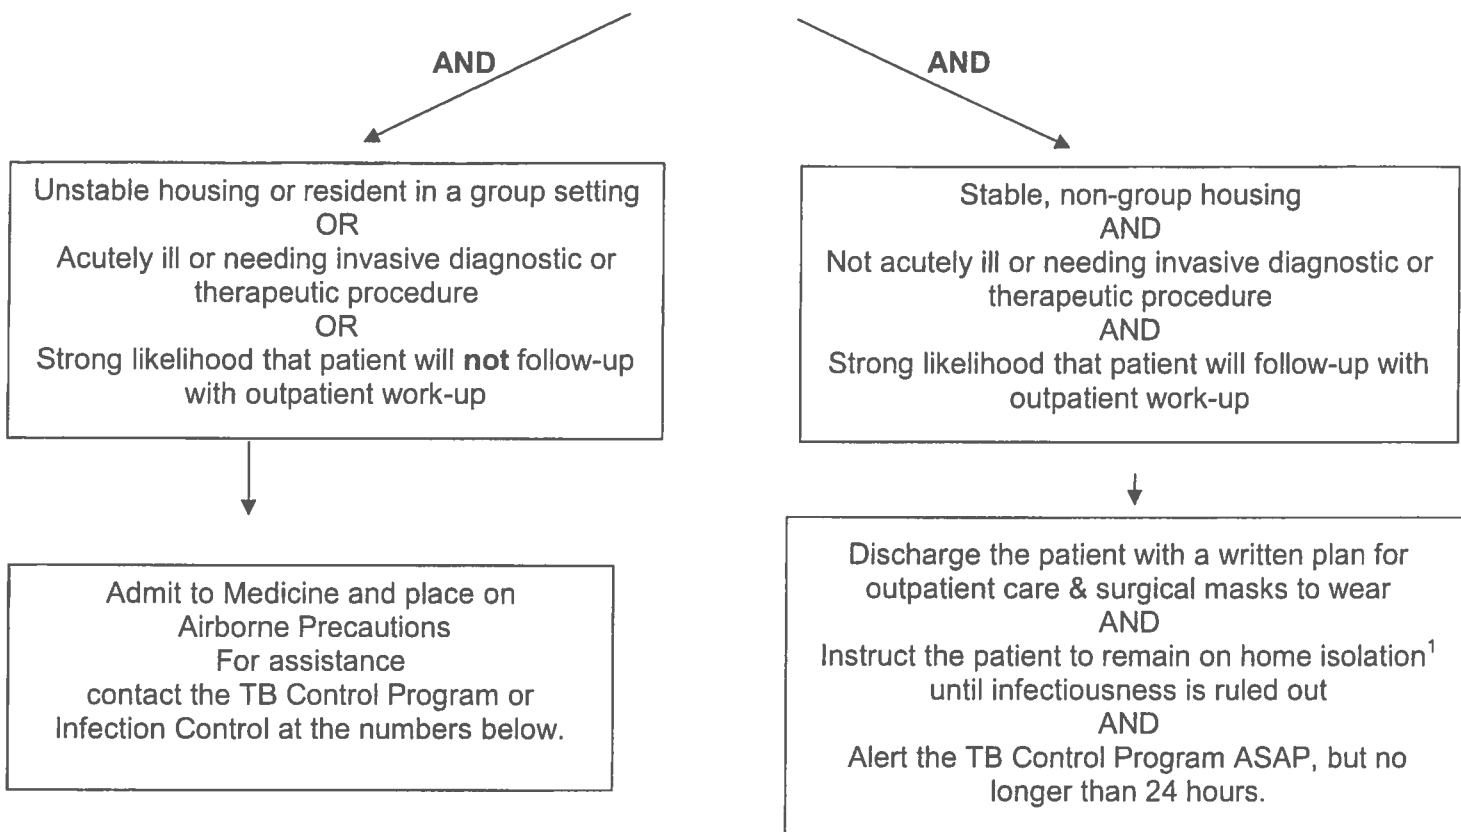 AND
AND
Unstable housing or resident in a group setting
OR
Acutely ill or needing invasive diagnostic or
therapeutic procedure
OR
Strong likelihood that patient will not follow-up
with outpatient work-up
Stable, non-group housing
AND
Not acutely ill or needing invasive diagnostic or
therapeutic procedure
AND
Strong likelihood that patient will follow-up with
outpatient work-up
Admit to Medicine and place on
Airborne Precautions
For assistance
contact the TB Control Program or
Infection Control at the numbers below.
Discharge the patient with a written plan for
outpatient care & surgical masks to wear
AND
Instruct the patient to remain on home isolation¹
until infectiousness is ruled out
AND
Alert the TB Control Program ASAP, but no
longer than 24 hours.